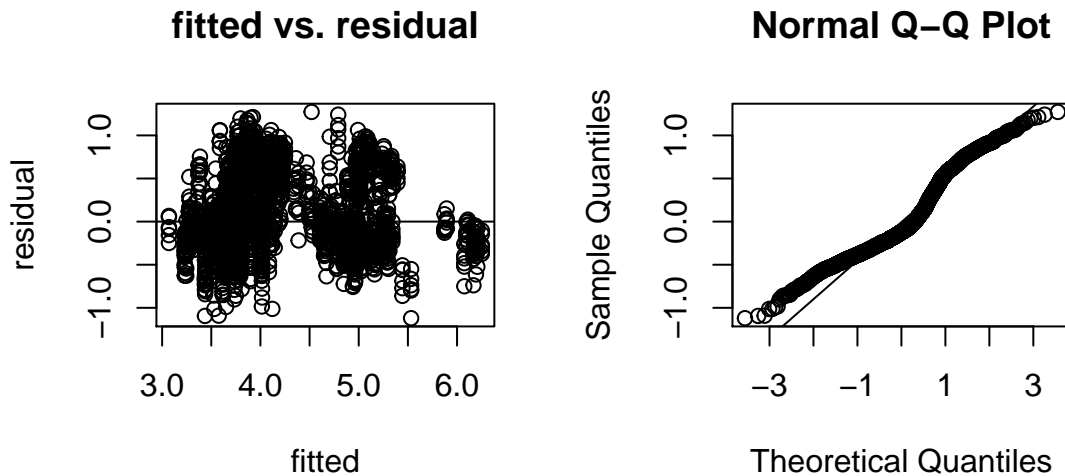 fitted vs. residual
residual
1.0
0.0
−1.0
3.0 4.0 5.0 6.0
fitted
Normal Q−Q Plot
Sample Quantiles
1.0
0.0
−1.0
−3 −1 1 3
Theoretical Quantiles